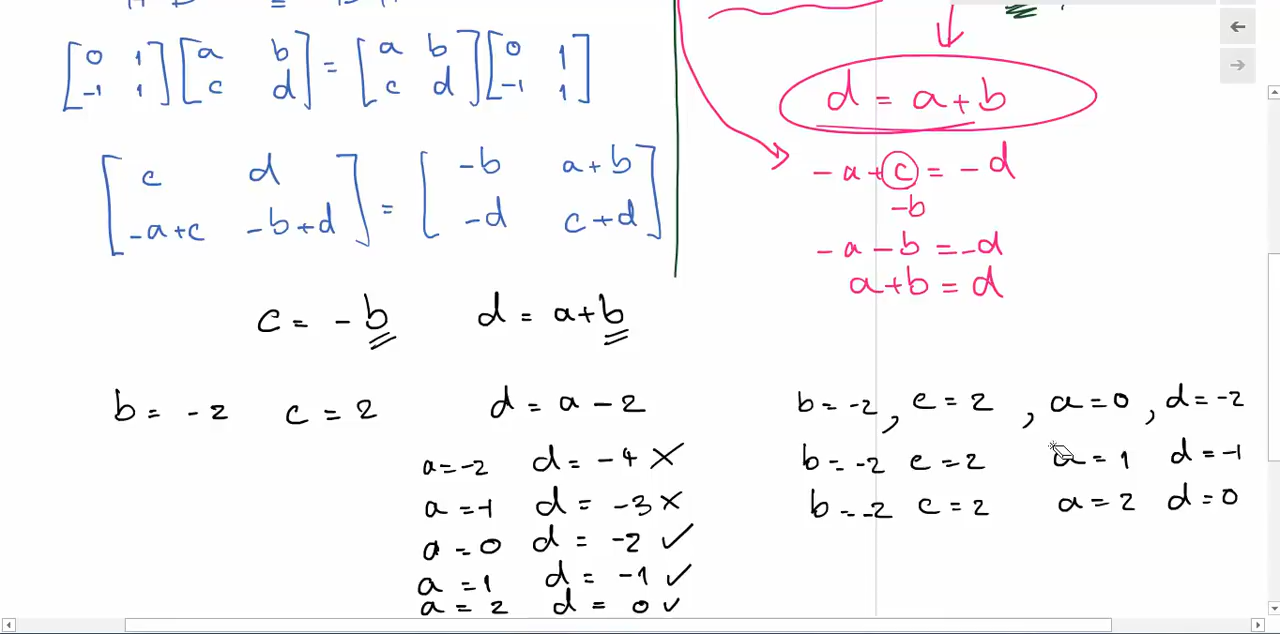 [0 1 -1 1] [a b c d] = [a b c d] [0 1 -1 1]
[c d -a+c -b+d] = [-b a+b -d c+d]
c = -b d = a+b
b = -2 c = 2 d = a-2
a=-2 d = -4 ×
a=-1 d = -3 ×
a=0 d = -2 ✓
a=1 d = -1 ✓
a=2 d = 0 ✓
d = a+b
-a+c = -d
-b
-a-b = -d
a+b = d
b=-2, c=2, a=0, d=-2
b=-2 c=2 a=1 d=-1
b=-2 c=2 a=2 d=0